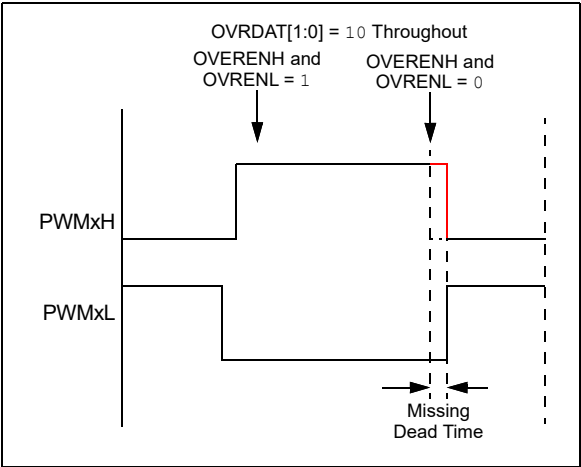 OVRDAT[1:0] = 10 Throughout
OVERENH and
OVRENL = 1
OVERENH and
OVRENL = 0
PWMxH
PWMxL
Missing
Dead Time